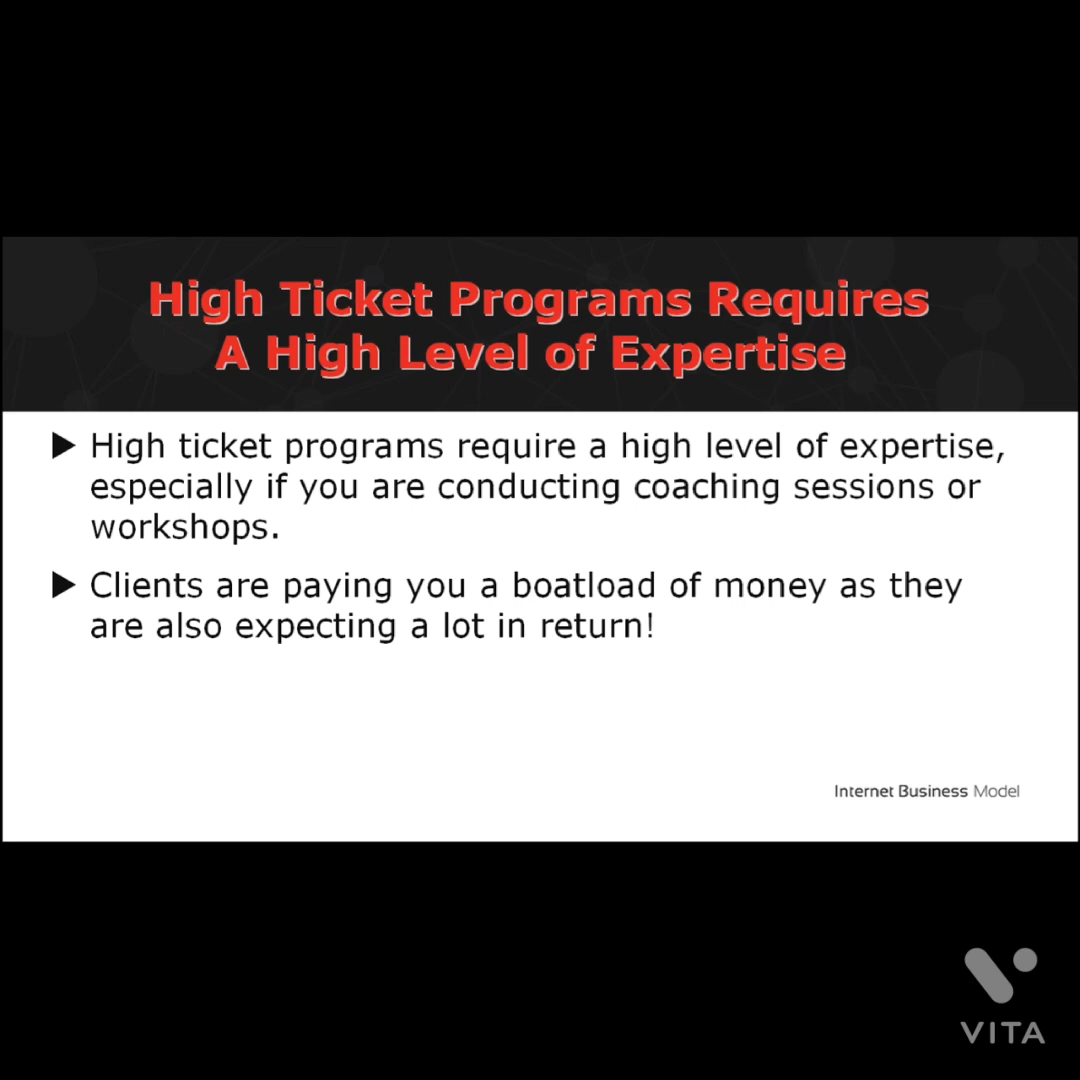 High Ticket Programs Requires
A High Level of Expertise
High ticket programs require a high level of expertise,
especially if you are conducting coaching sessions or
workshops.
Clients are paying you a boatload of money as they
are also expecting a lot in return!
Internet Business Model
VITA